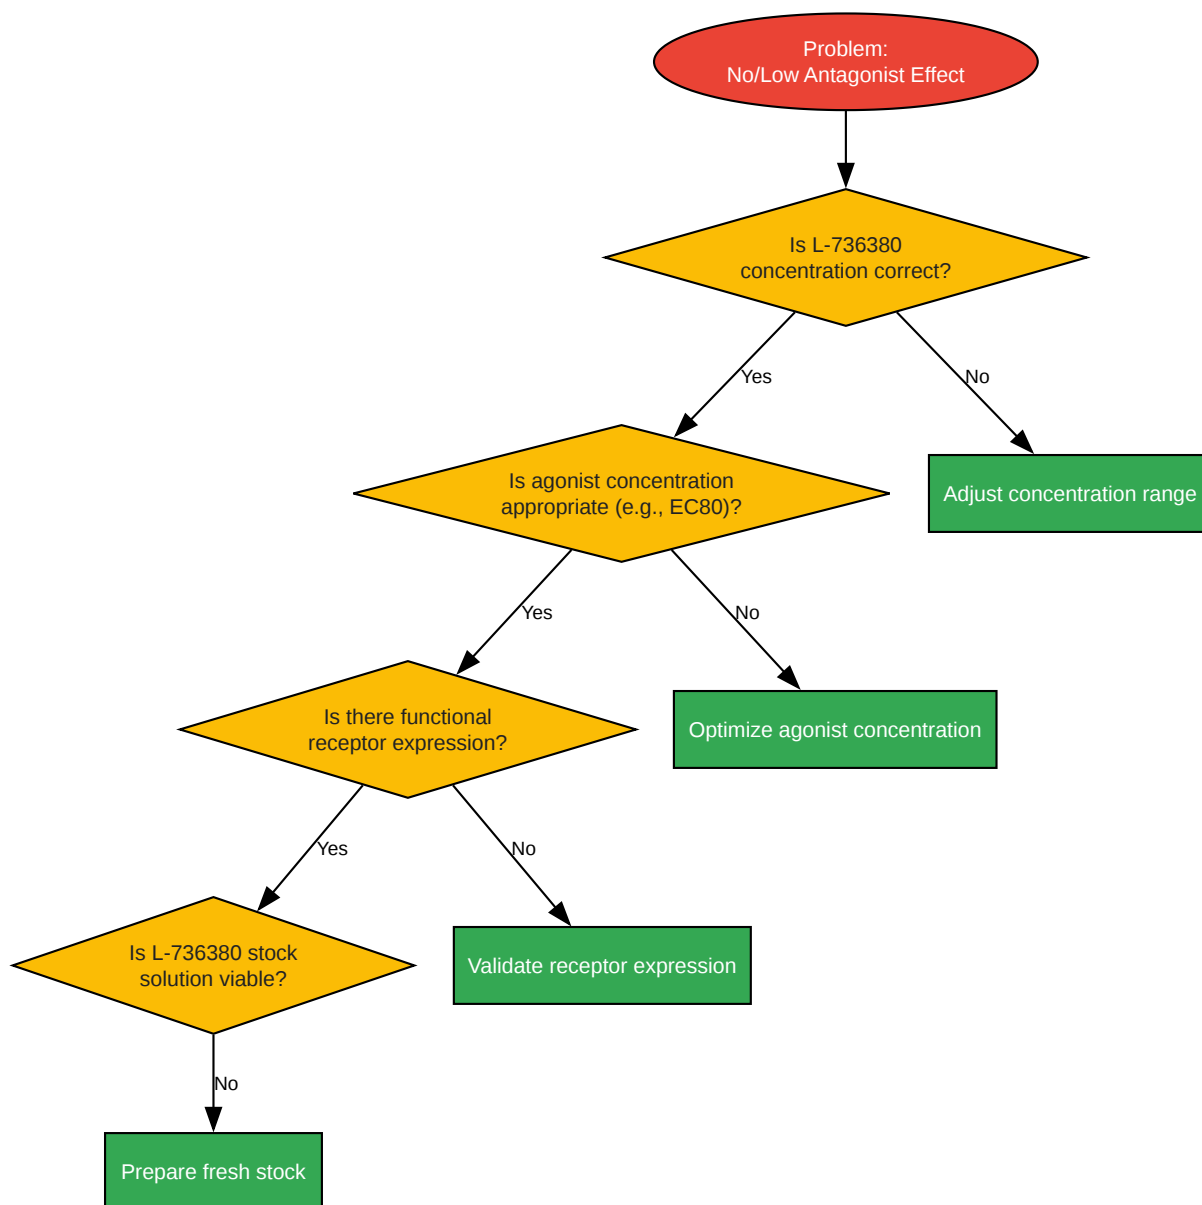 Problem:
No/Low Antagonist Effect
Is L-736380
concentration correct?
Yes
No
Is agonist concentration
appropriate (e.g., EC80)?
Adjust concentration range
Yes
No
Is there functional
receptor expression?
Optimize agonist concentration
Yes
No
Is L-736380 stock
solution viable?
Validate receptor expression
No
Prepare fresh stock